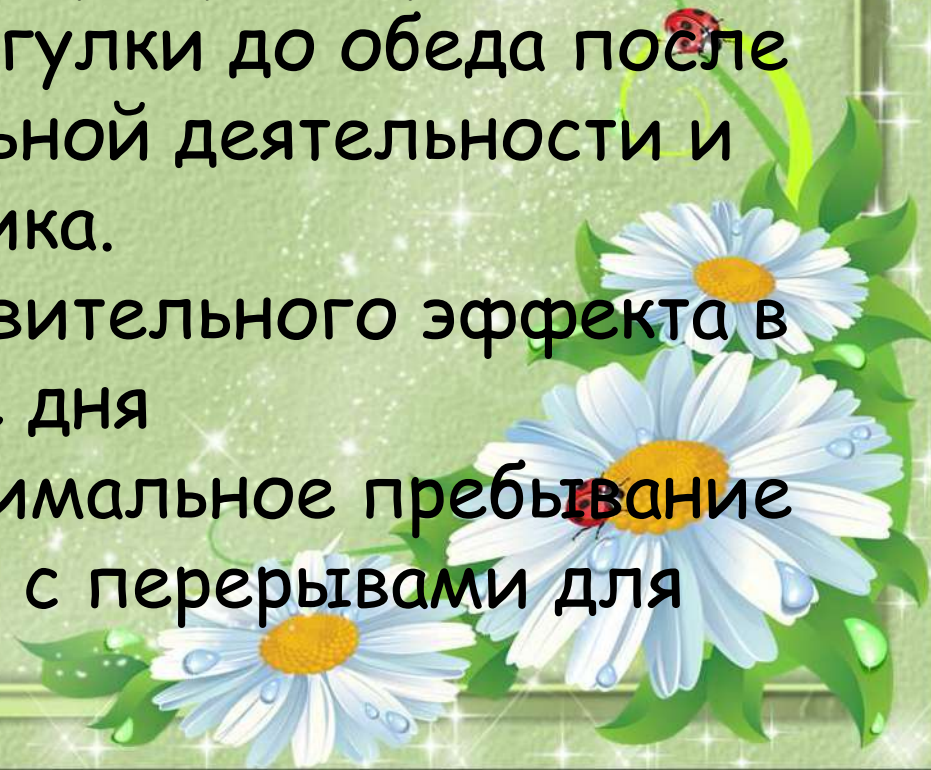 гулки до обеда после
ьной деятельности и
ика.
вительного эффекта в
дня
имальное пребывание
с перерывами для